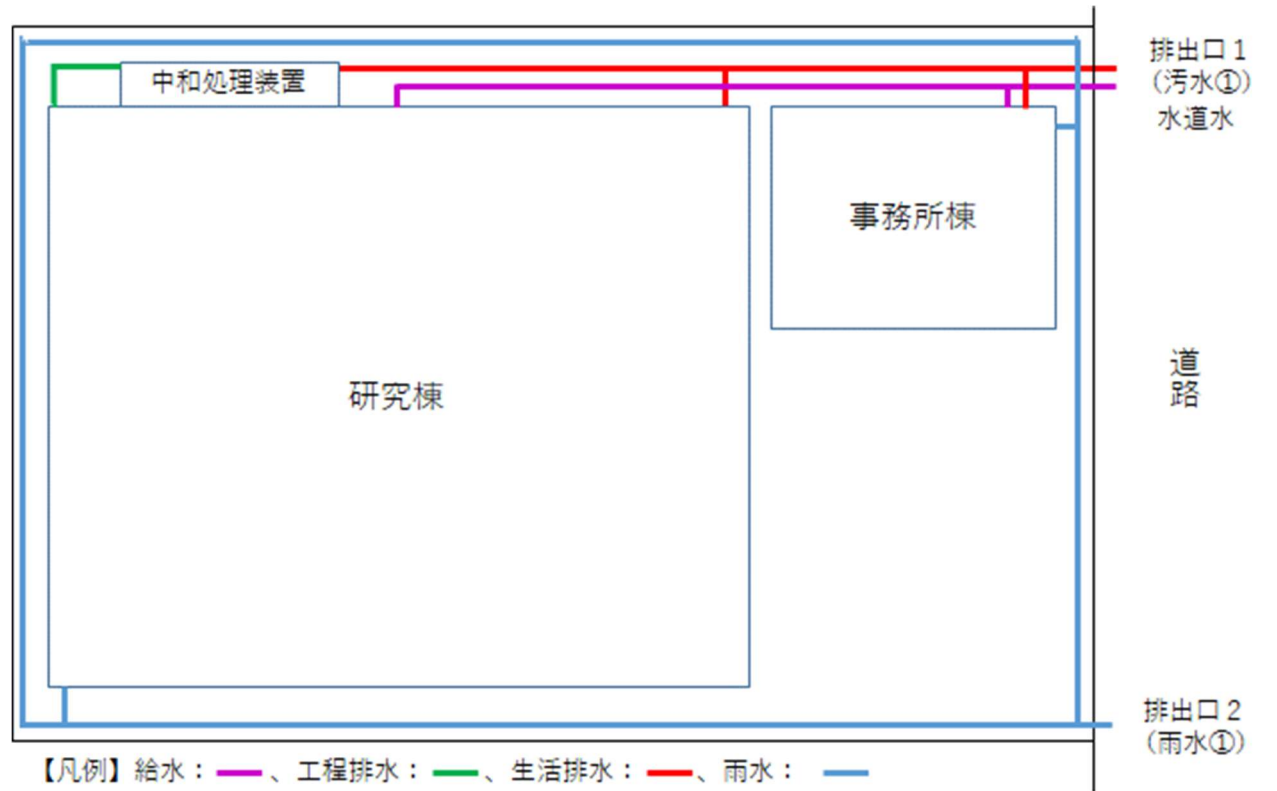 排出口1
（汚水①）
水道水
中和処理装置
事務所棟
研究棟
道路
排出口2
（雨水①）
【凡例】給水：　、工程排水：　、生活排水：　、雨水：